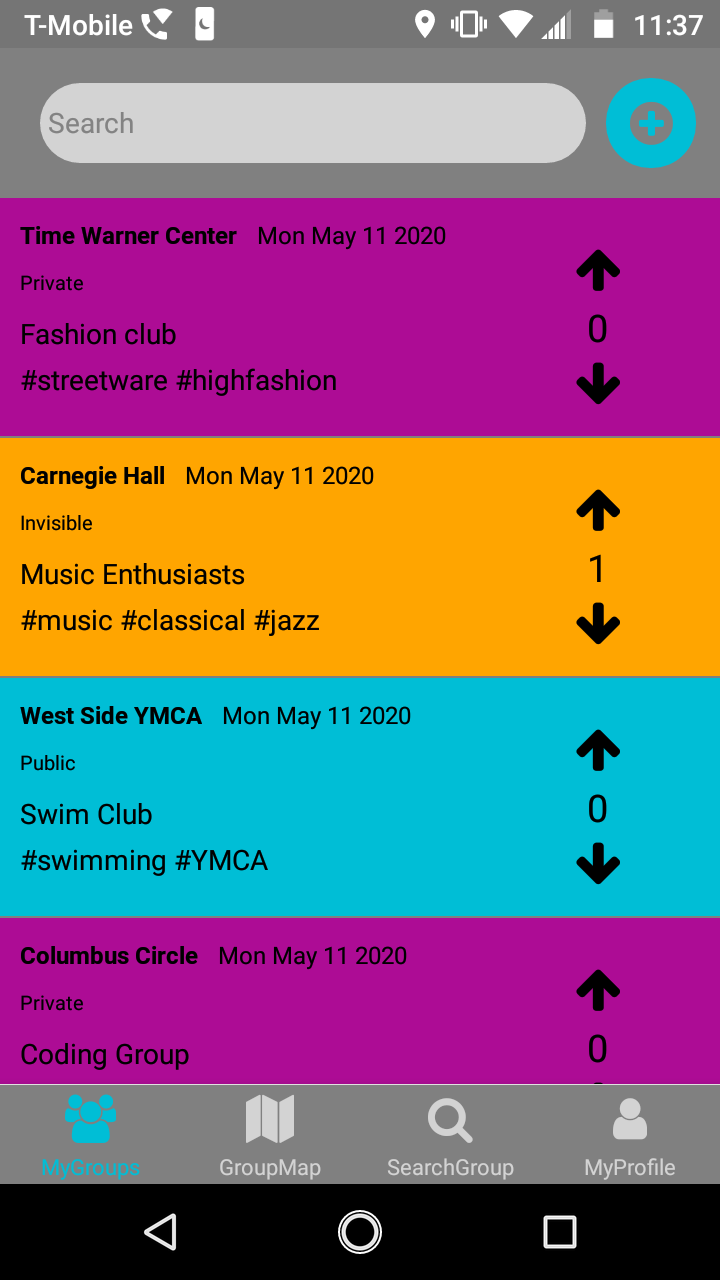 T-Mobile 11:37
Search
Time Warner Center Mon May 11 2020
Private
Fashion club
#streetware #highfashion
0
Carnegie Hall Mon May 11 2020
Invisible
Music Enthusiasts
#music #classical #jazz
1
West Side YMCA Mon May 11 2020
Public
Swim Club
#swimming #YMCA
0
Columbus Circle Mon May 11 2020
Private
Coding Group
0
MyGroups GroupMap SearchGroup MyProfile